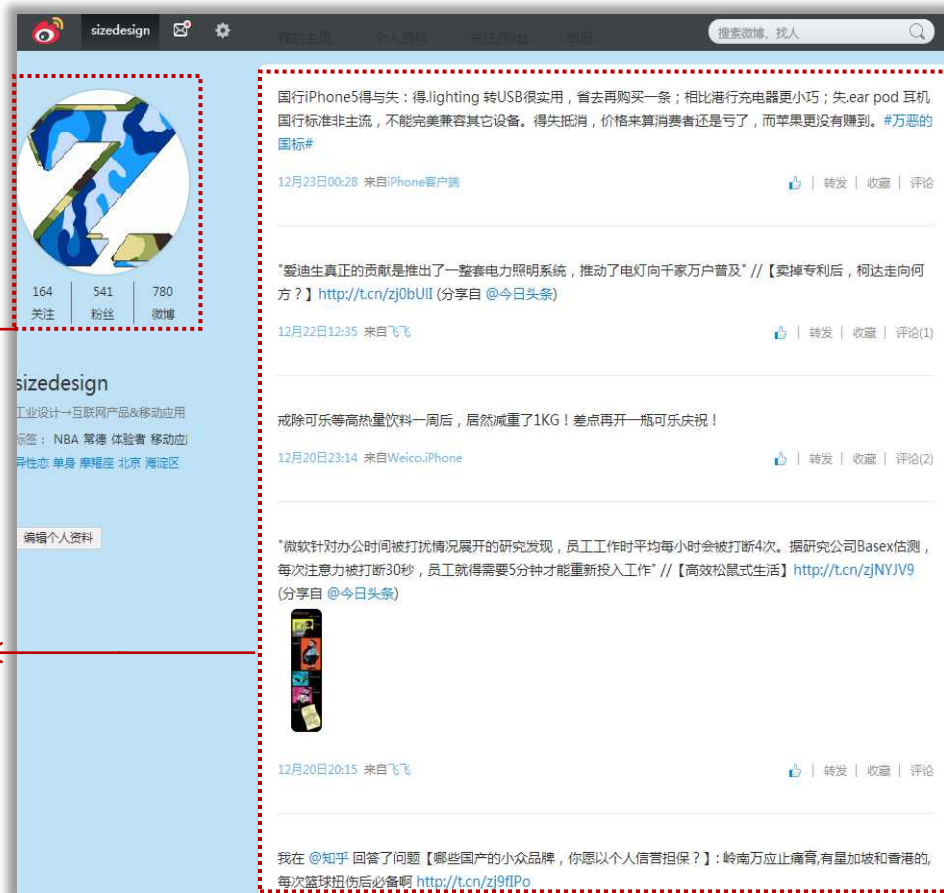 sizedesign
我的主页 个人资料 关注/粉丝 相册
搜索微博、找人
164 541 780
关注 粉丝 微博
sizedesign
工业设计→互联网产品&移动应用
标签： NBA 常德 体验者 移动应
异性恋 单身 摩羯座 北京 海淀区
编辑个人资料
国行iPhone5得与失：得.lighting 转USB很实用，省去再购买一条；相比港行充电器更小巧；失.ear pod 耳机
国行标准非主流，不能完美兼容其它设备。得失抵消，价格来算消费者还是亏了，而苹果更没有赚到。#万恶的
国标#
12月23日00:28 来自iPhone客户端 | 转发 | 收藏 | 评论
"爱迪生真正的贡献是推出了一整套电力照明系统，推动了电灯向千家万户普及" //【卖掉专利后，柯达走向何
方？】http://t.cn/zj0bUlI (分享自 @今日头条)
12月22日12:35 来自飞飞 | 转发 | 收藏 | 评论(1)
戒除可乐等高热量饮料一周后，居然减重了1KG！差点再开一瓶可乐庆祝！
12月20日23:14 来自Weico.iPhone | 转发 | 收藏 | 评论(2)
"微软针对办公时间被打扰情况展开的研究发现，员工工作时平均每小时会被打断4次。据研究公司Basex估测，
每次注意力被打断30秒，员工就得需要5分钟才能重新投入工作" //【高效松鼠式生活】http://t.cn/zjNYJV9
(分享自 @今日头条)
12月20日20:15 来自飞飞 | 转发 | 收藏 | 评论
我在 @知乎 回答了问题【哪些国产的小众品牌，你愿以个人信誉担保？】: 岭南万应止痛膏,有星加坡和香港的,
每次篮球扭伤后必备啊 http://t.cn/zj9fIPo